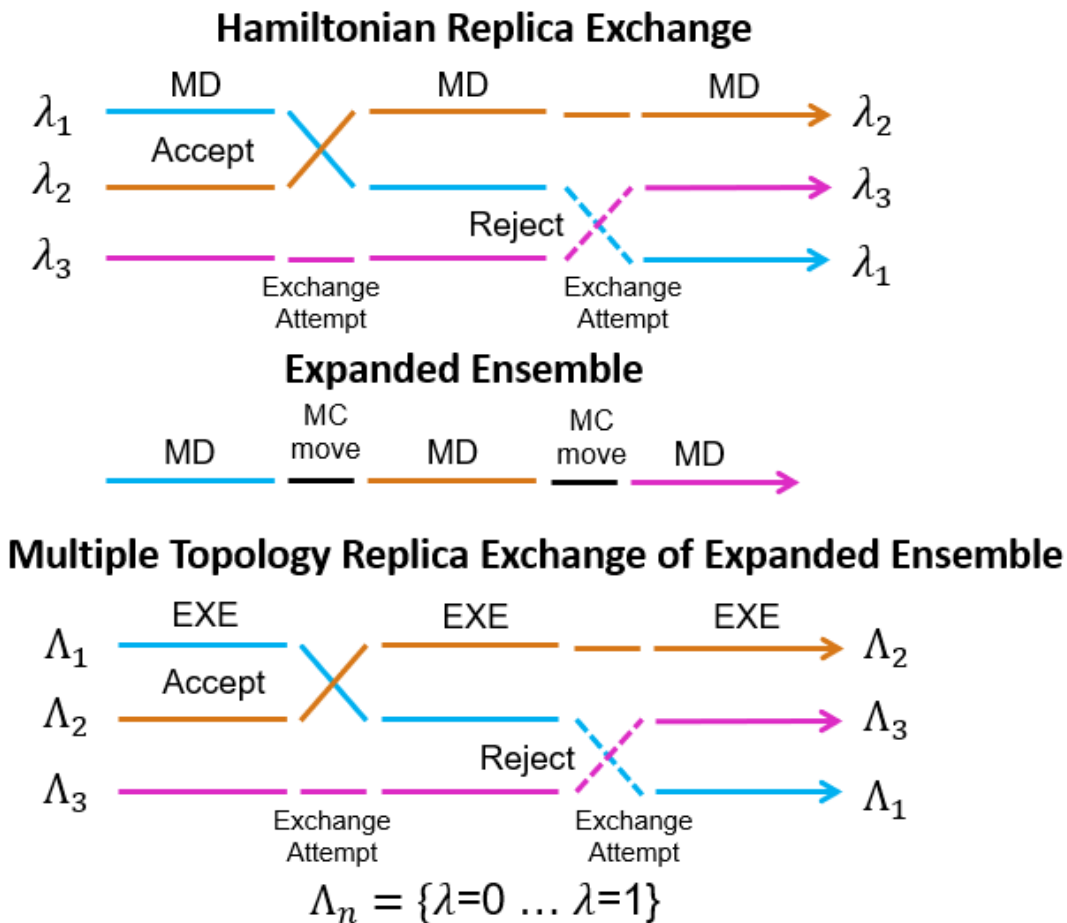 Hamiltonian Replica Exchange
MD MD MD
λ₁ λ₂
Accept
λ₂ λ₃
Reject
λ₃ λ₁
Exchange Exchange
Attempt Attempt
Expanded Ensemble
MC MC
move move
MD MD MD
Multiple Topology Replica Exchange of Expanded Ensemble
EXE EXE EXE
Λ₁ Λ₂
Accept
Λ₂ Λ₃
Reject
Λ₃ Λ₁
Exchange Exchange
Attempt Attempt
Λₙ = {λ=0 ... λ=1}